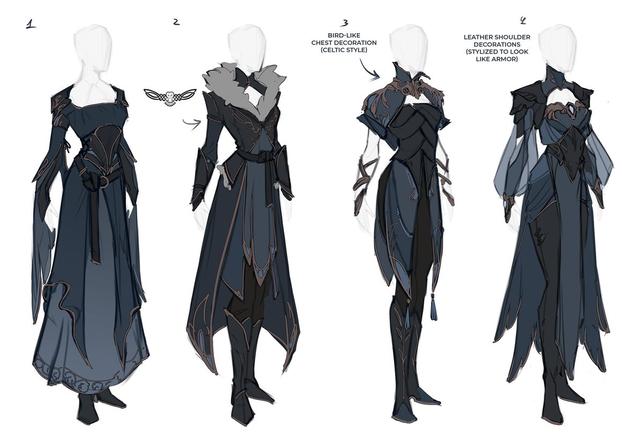 1
2
3
4
BIRD-LIKE
CHEST DECORATION
(CELTIC STYLE)
LEATHER SHOULDER
DECORATIONS
(STYLIZED TO LOOK
LIKE ARMOR)